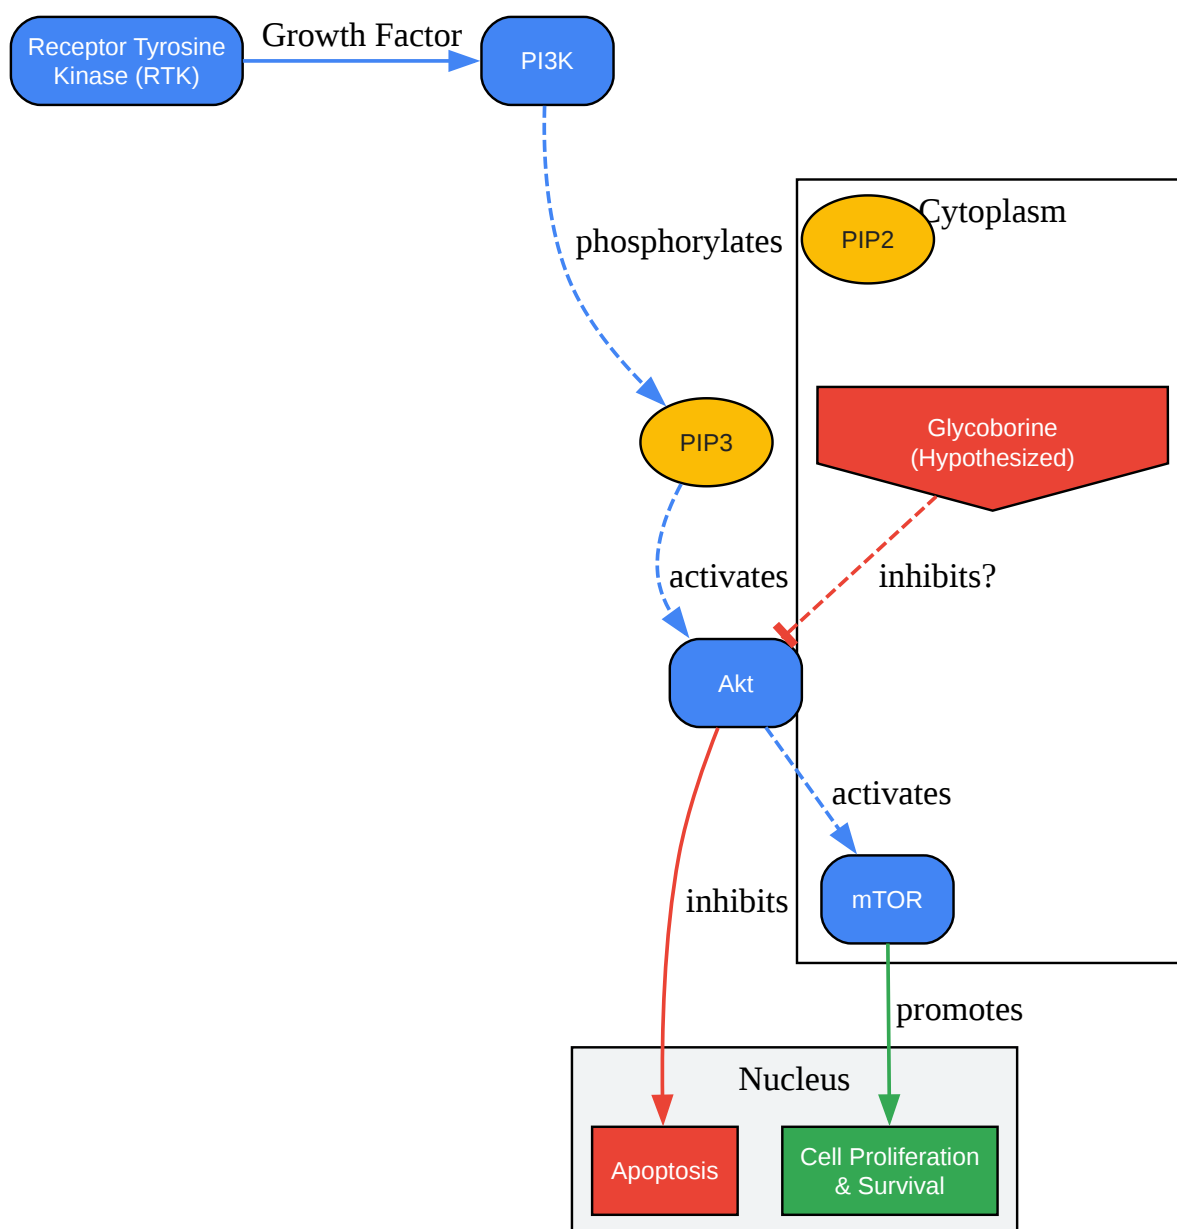 Receptor Tyrosine
Kinase (RTK)
Growth Factor
PI3K
Cytoplasm
PIP2
phosphorylates
PIP3
Glycoborine
(Hypothesized)
activates
inhibits?
Akt
activates
mTOR
inhibits
promotes
Nucleus
Apoptosis
Cell Proliferation
& Survival